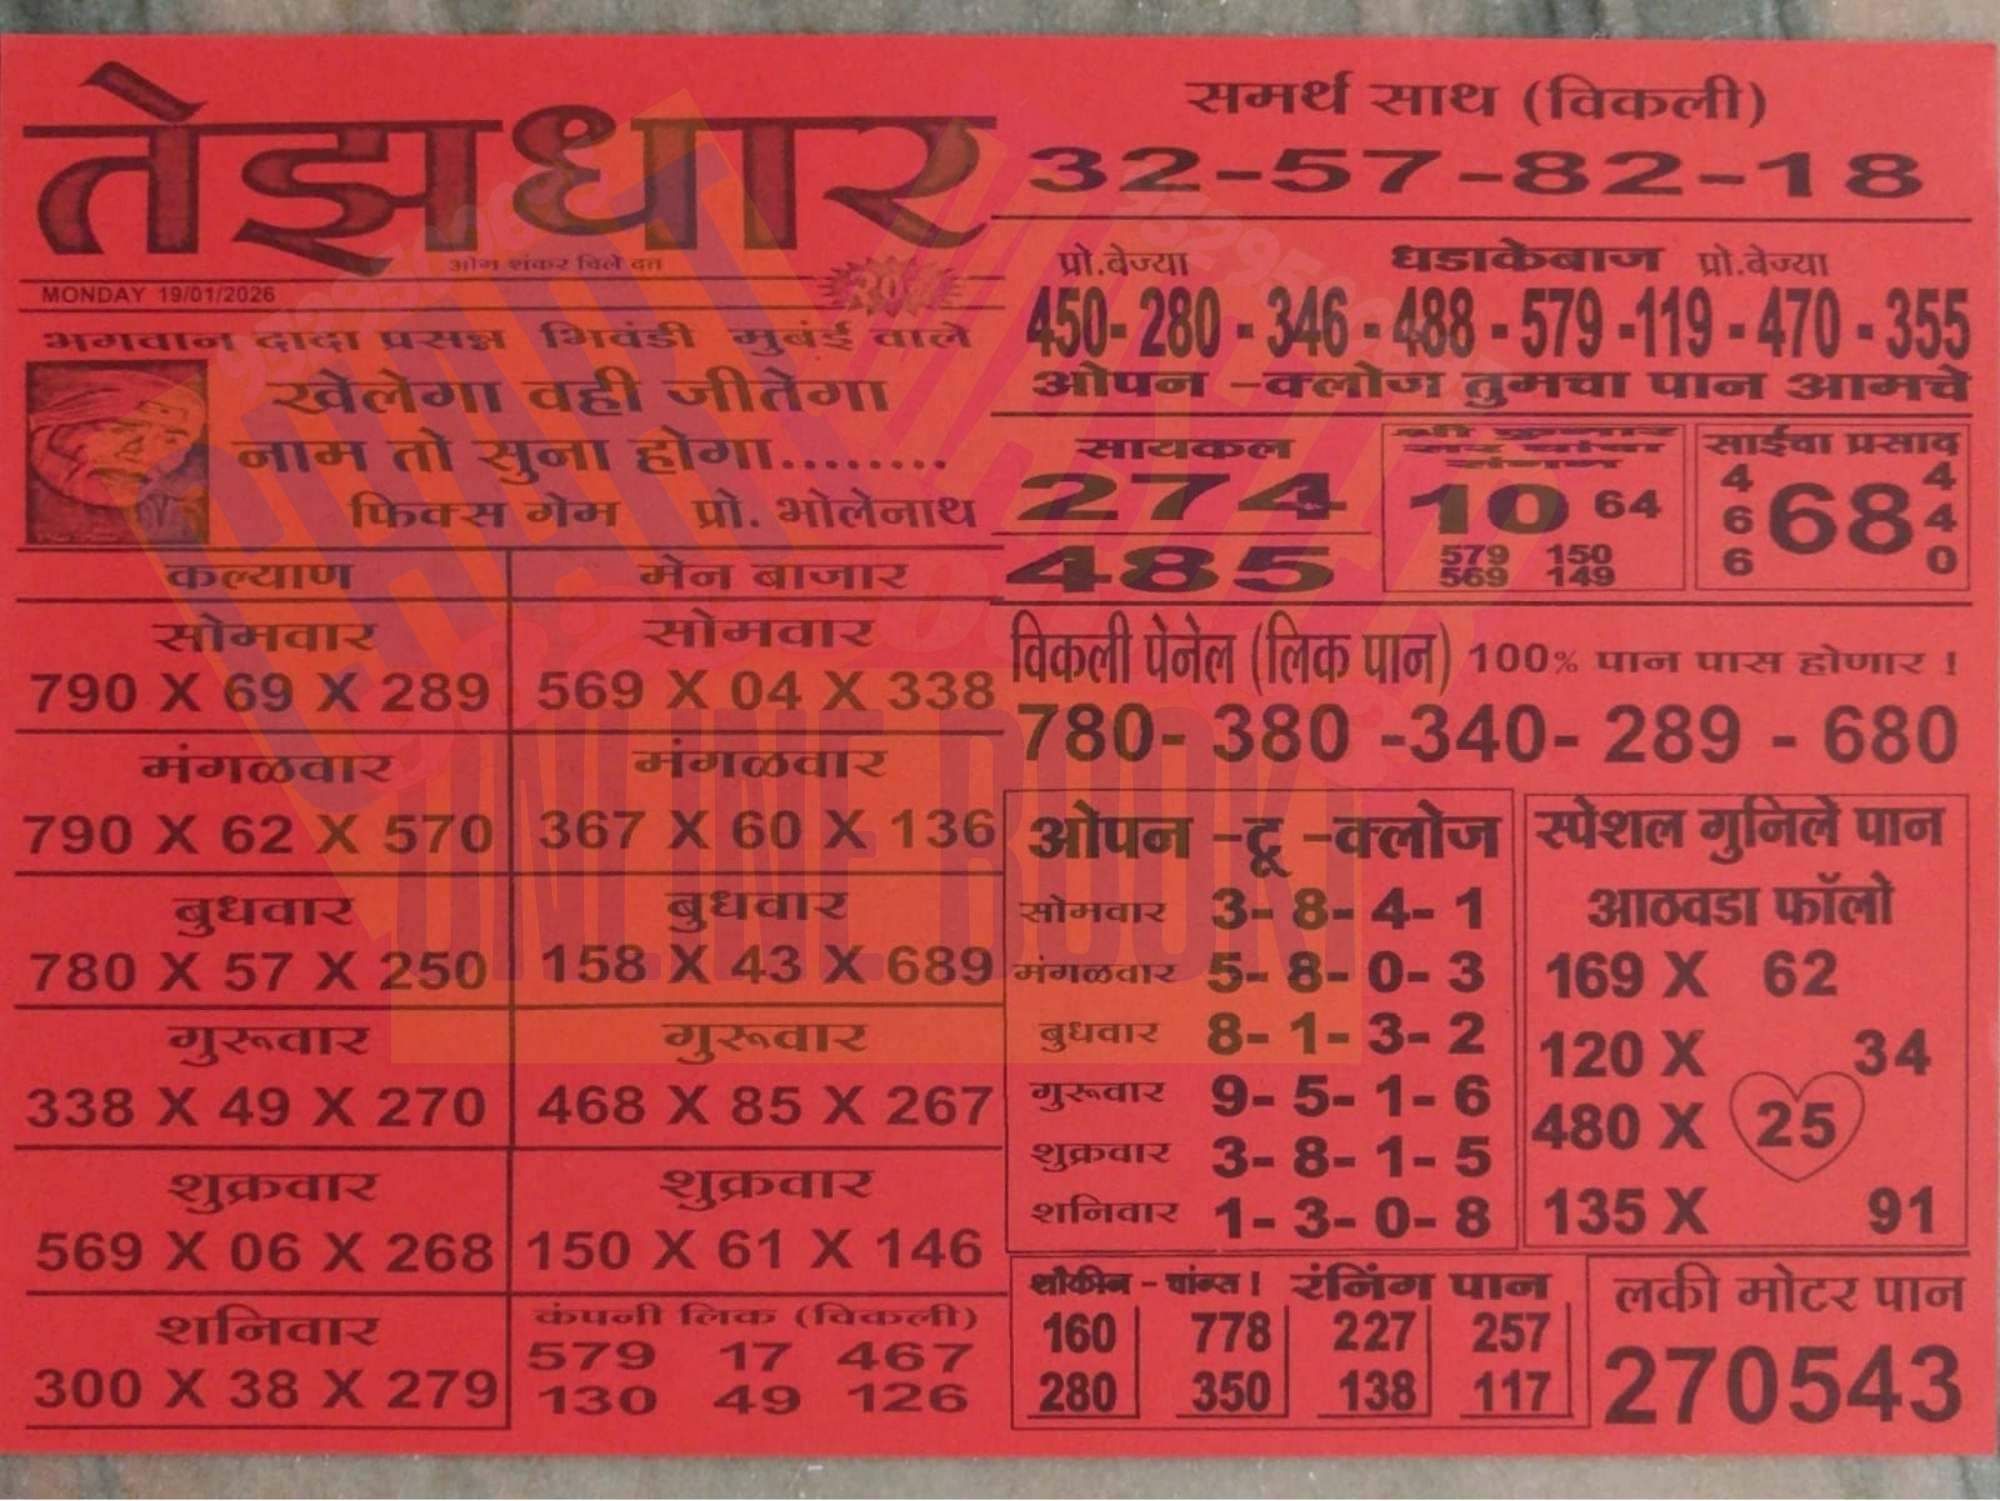 तेझधार
ओम शंकर चिले दत्त
MONDAY 19/01/2026
भगवान दादा प्रसन्न भिवंडी मुबंई वाले
खेलेगा वही जीतेगा
नाम तो सुना होगा........
फिक्स गेम प्रो. भोलेनाथ
कल्याण
सोमवार
790 X 69 X 289
मंगळवार
790 X 62 X 570
बुधवार
780 X 57 X 250
गुरूवार
338 X 49 X 270
शुक्रवार
569 X 06 X 268
शनिवार
300 X 38 X 279
मेन बाजार
सोमवार
569 X 04 X 338
मंगळवार
367 X 60 X 136
बुधवार
158 X 43 X 689
गुरूवार
468 X 85 X 267
शुक्रवार
150 X 61 X 146
कंपनी लिक (विकली)
579 17 467
130 49 126
समर्थ साथ (विकली)
32-57-82-18
प्रो.वेज्या धडाकेबाज प्रो.वेज्या
450- 280 - 346 - 488 - 579 -119 - 470 - 355
ओपन -क्लोज तुमचा पान आमचे
सायकल
274
485
10 64
579 150
569 149
साईचा प्रसाद
4 4
6 68 4
6 0
विकली पेनेल (लिक पान) 100% पान पास होणार !
780- 380 -340- 289 - 680
ओपन -टू -क्लोज
सोमवार 3- 8- 4- 1
मंगळवार 5- 8- 0- 3
बुधवार 8- 1- 3- 2
गुरूवार 9- 5- 1- 6
शुक्रवार 3- 8- 1- 5
शनिवार 1- 3- 0- 8
स्पेशल गुनिले पान
आठवडा फॉलो
169 X 62
120 X 34
480 X 25
135 X 91
शौकीन - चांन्स ! रंनिंग पान
160 778 227 257
280 350 138 117
लकी मोटर पान
270543
ONLINE BOOK